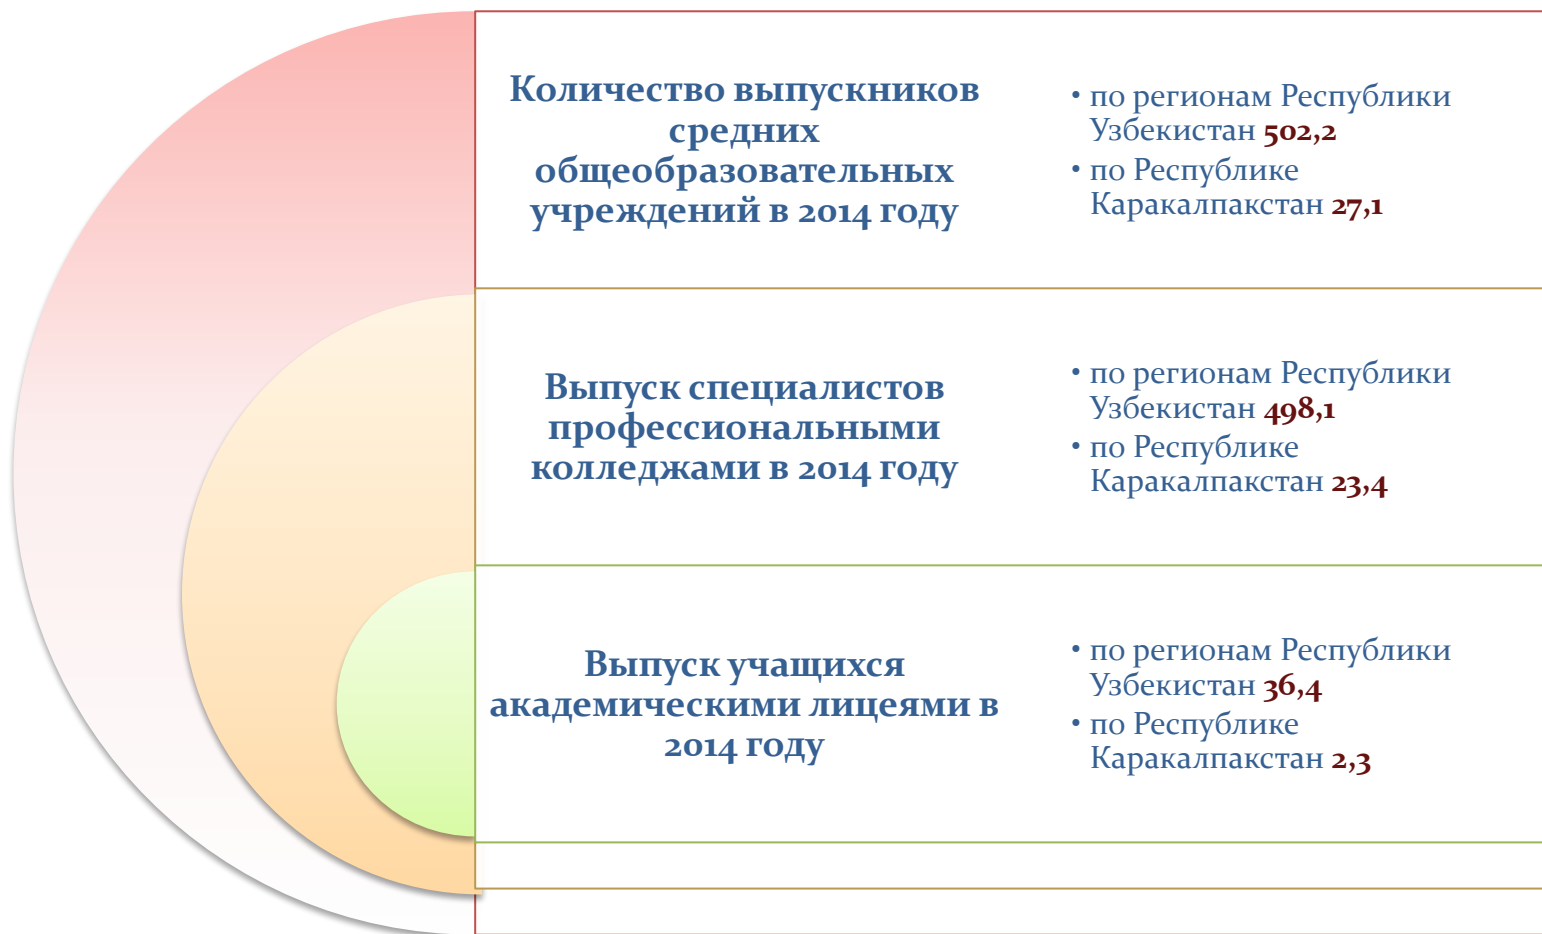 Количество выпускников
средних
общеобразовательных
учреждений в 2014 году
• по регионам Республики
Узбекистан 502,2
• по Республике
Каракалпакстан 27,1
Выпуск специалистов
профессиональными
колледжами в 2014 году
• по регионам Республики
Узбекистан 498,1
• по Республике
Каракалпакстан 23,4
Выпуск учащихся
академическими лицеями в
2014 году
• по регионам Республики
Узбекистан 36,4
• по Республике
Каракалпакстан 2,3